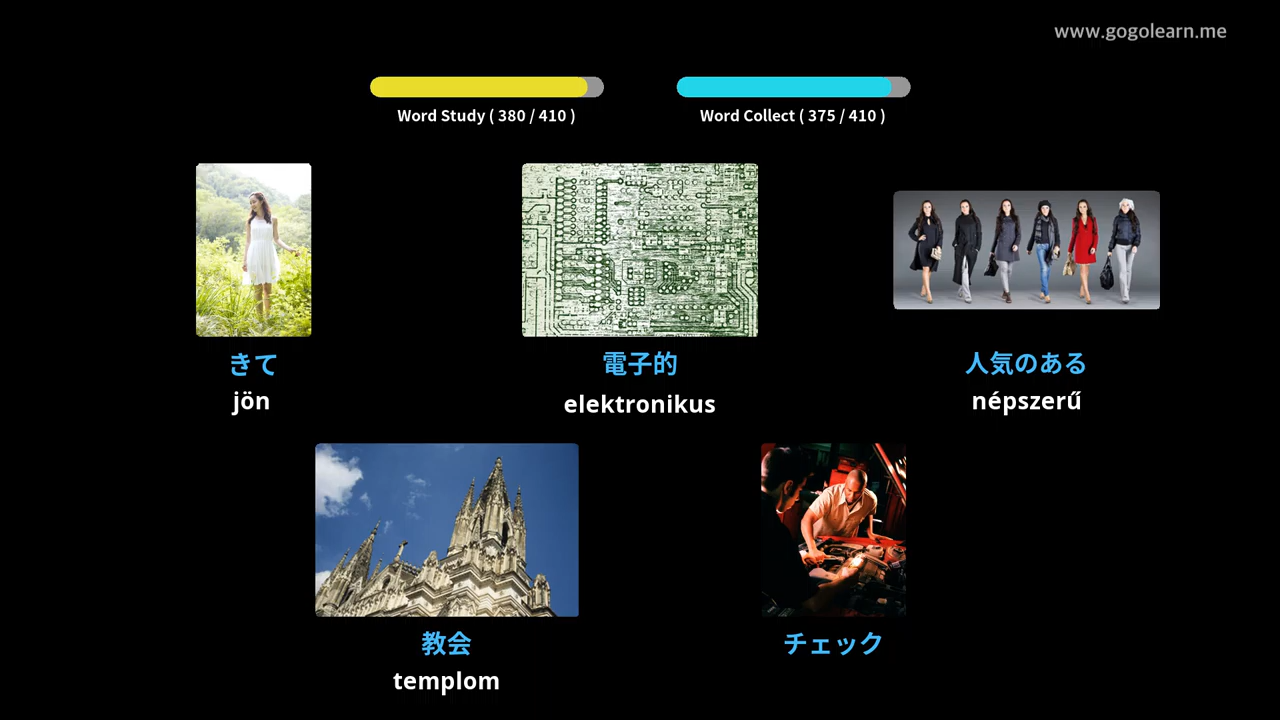 www.gogolearn.me
Word Study ( 380 / 410 )
Word Collect ( 375 / 410 )
きて
jön
電子的
elektronikus
人気のある
népszerű
教会
templom
チェック